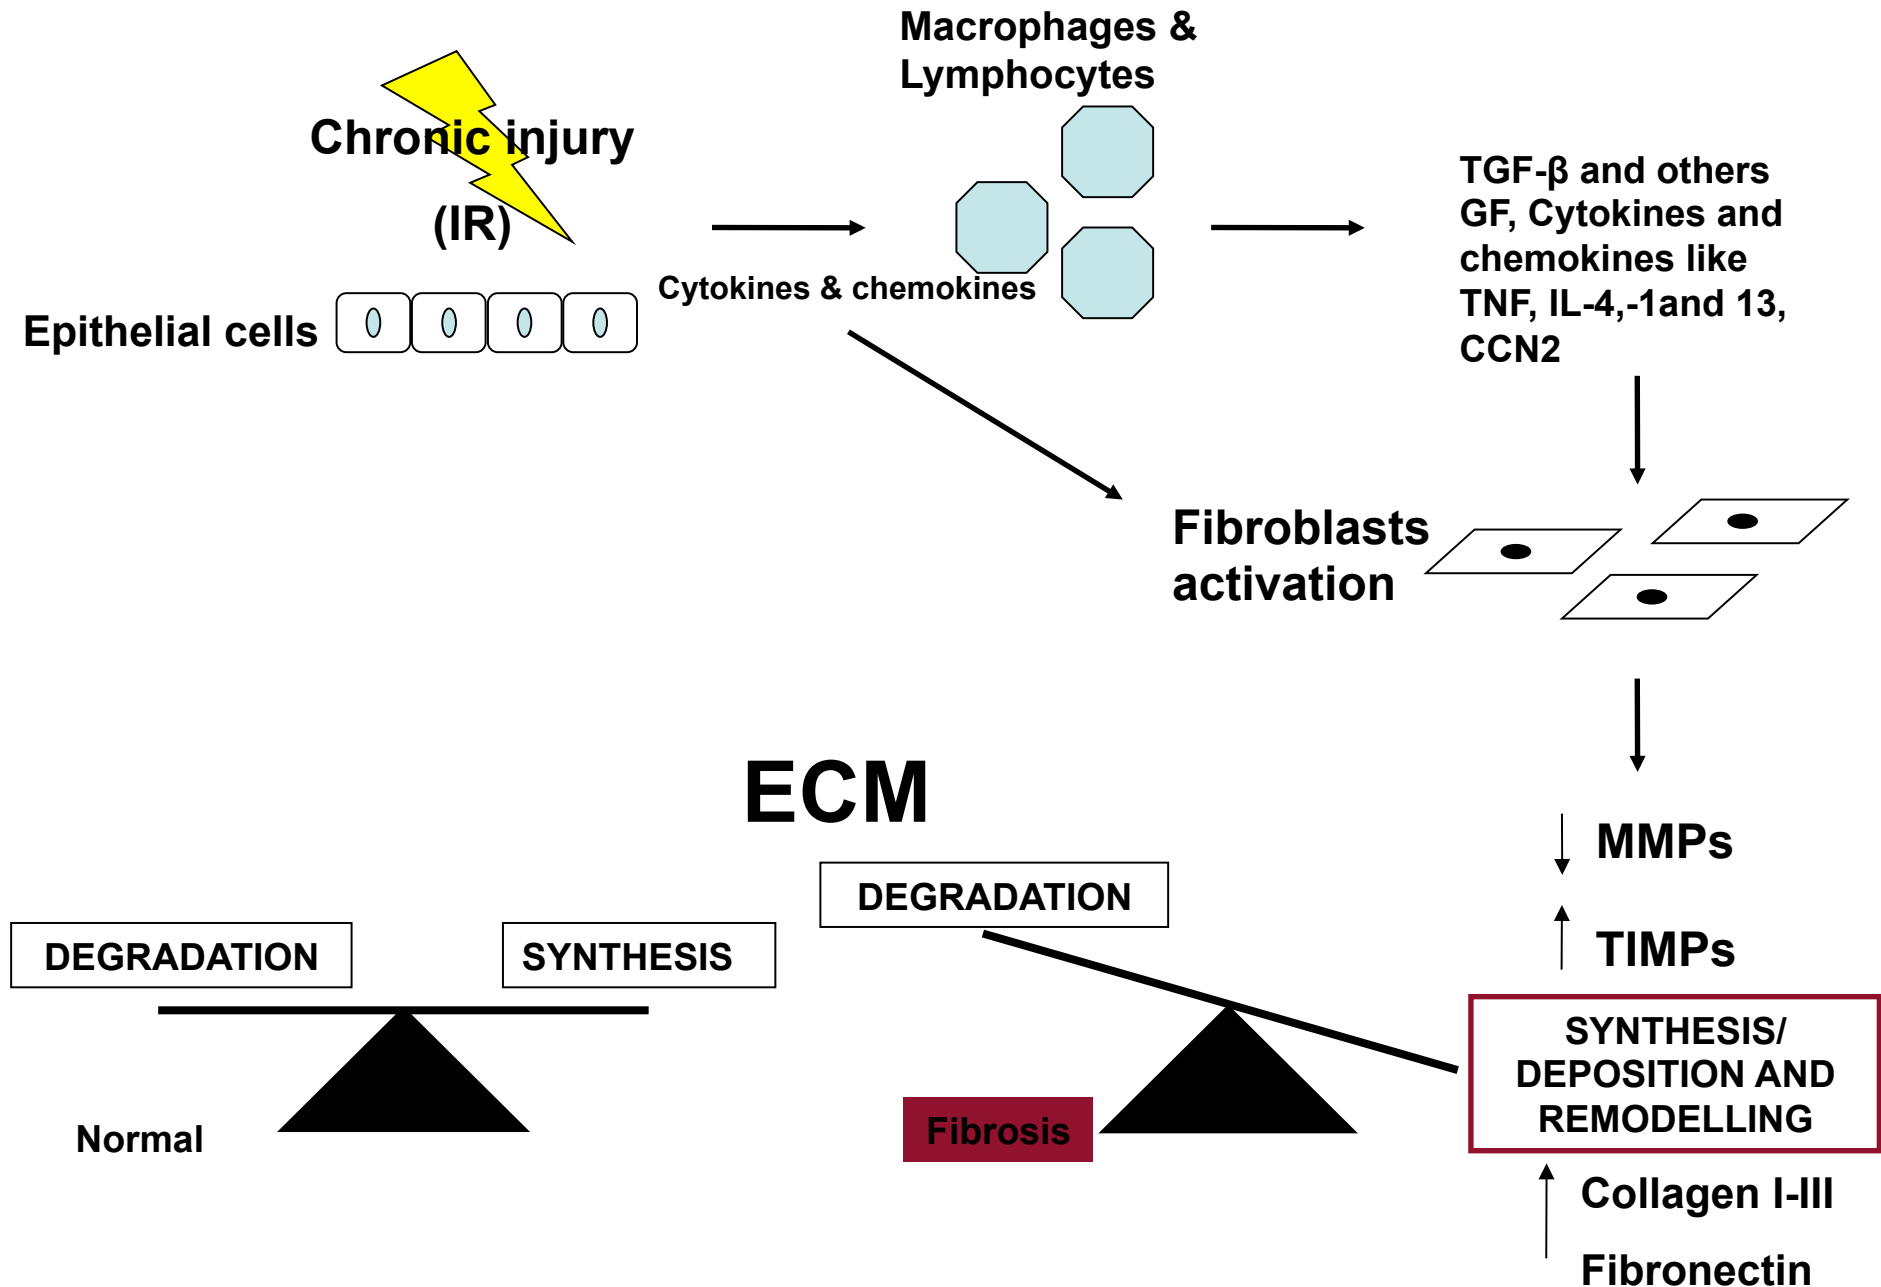 Macrophages &
Lymphocytes
Chronic injury
(IR)
TGF-β and others
GF, Cytokines and
chemokines like
TNF, IL-4,-1and 13,
CCN2
Cytokines & chemokines
Epithelial cells
Fibroblasts
activation
ECM
MMPs
TIMPs
DEGRADATION
SYNTHESIS
Normal
DEGRADATION
Fibrosis
SYNTHESIS/
DEPOSITION AND
REMODELLING
Collagen I-III
Fibronectin